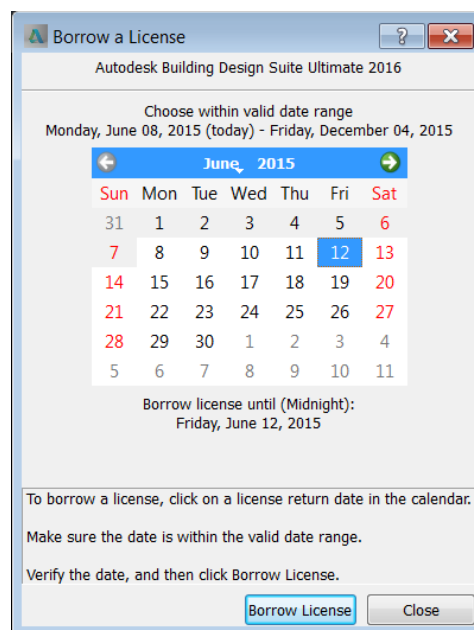 Borrow a License
Autodesk Building Design Suite Ultimate 2016
Choose within valid date range
Monday, June 08, 2015 (today) - Friday, December 04, 2015
June, 2015
Sun Mon Tue Wed Thu Fri Sat
31 1 2 3 4 5 6
7 8 9 10 11 12 13
14 15 16 17 18 19 20
21 22 23 24 25 26 27
28 29 30 1 2 3 4
5 6 7 8 9 10 11
Borrow license until (Midnight):
Friday, June 12, 2015
To borrow a license, click on a license return date in the calendar.
Make sure the date is within the valid date range.
Verify the date, and then click Borrow License.
Borrow License Close